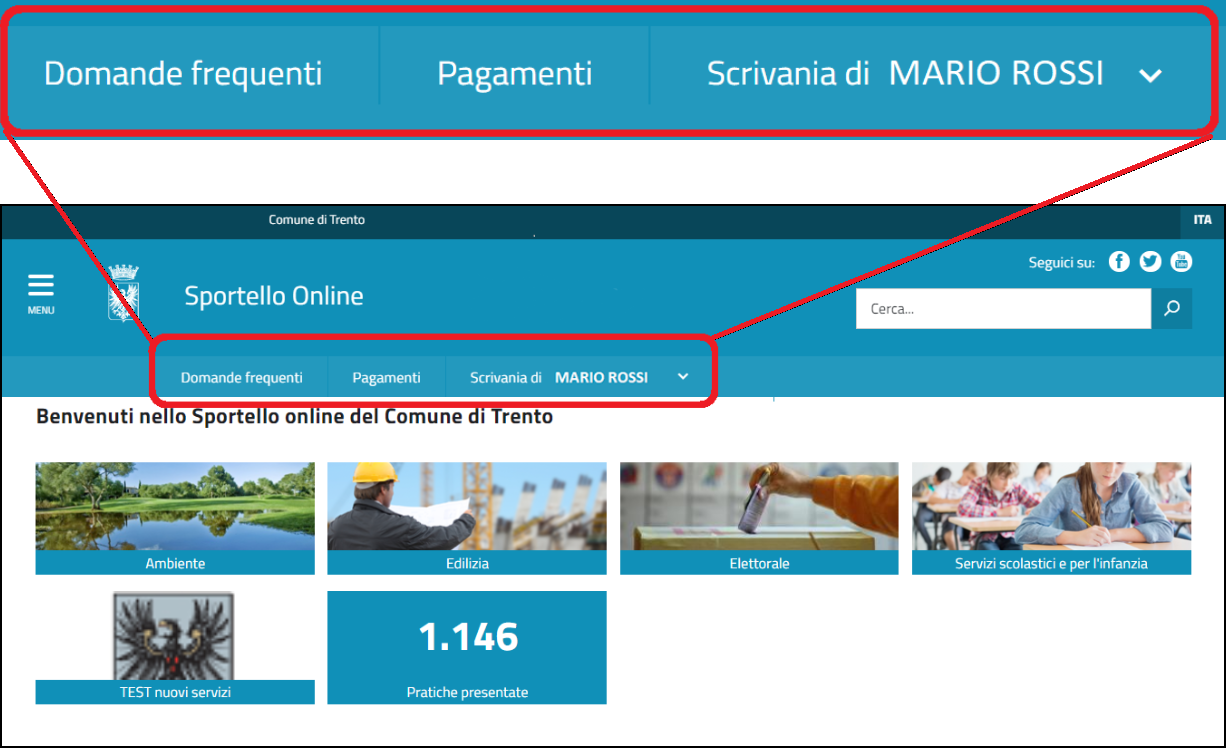 Domande frequenti Pagamenti Scrivania di MARIO ROSSI
Comune di Trento ITA
Seguici su: You Tube
MENU
Sportello Online
Cerca...
Domande frequenti Pagamenti Scrivania di MARIO ROSSI
Benvenuti nello Sportello online del Comune di Trento
Ambiente Edilizia Elettorale Servizi scolastici e per l'infanzia
1.146
TEST nuovi servizi Pratiche presentate